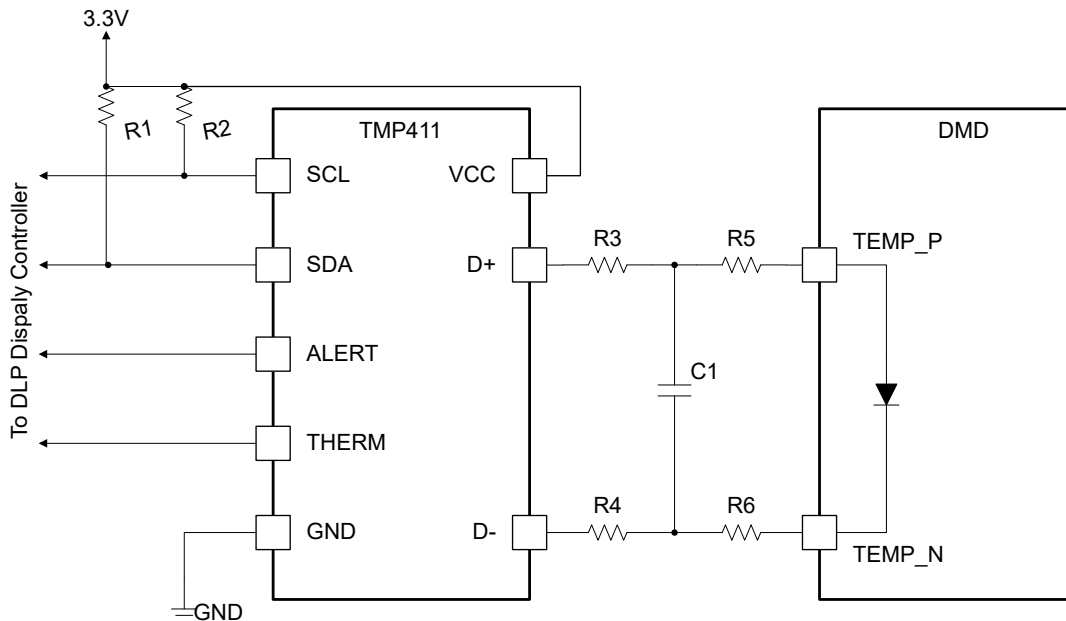 3.3V
R1
R2
TMP411
DMD
SCL
VCC
To DLP Dispaly Controller
R3
R5
TEMP_P
SDA
D+
ALERT
C1
THERM
R4
R6
GND
D-
TEMP_N
GND